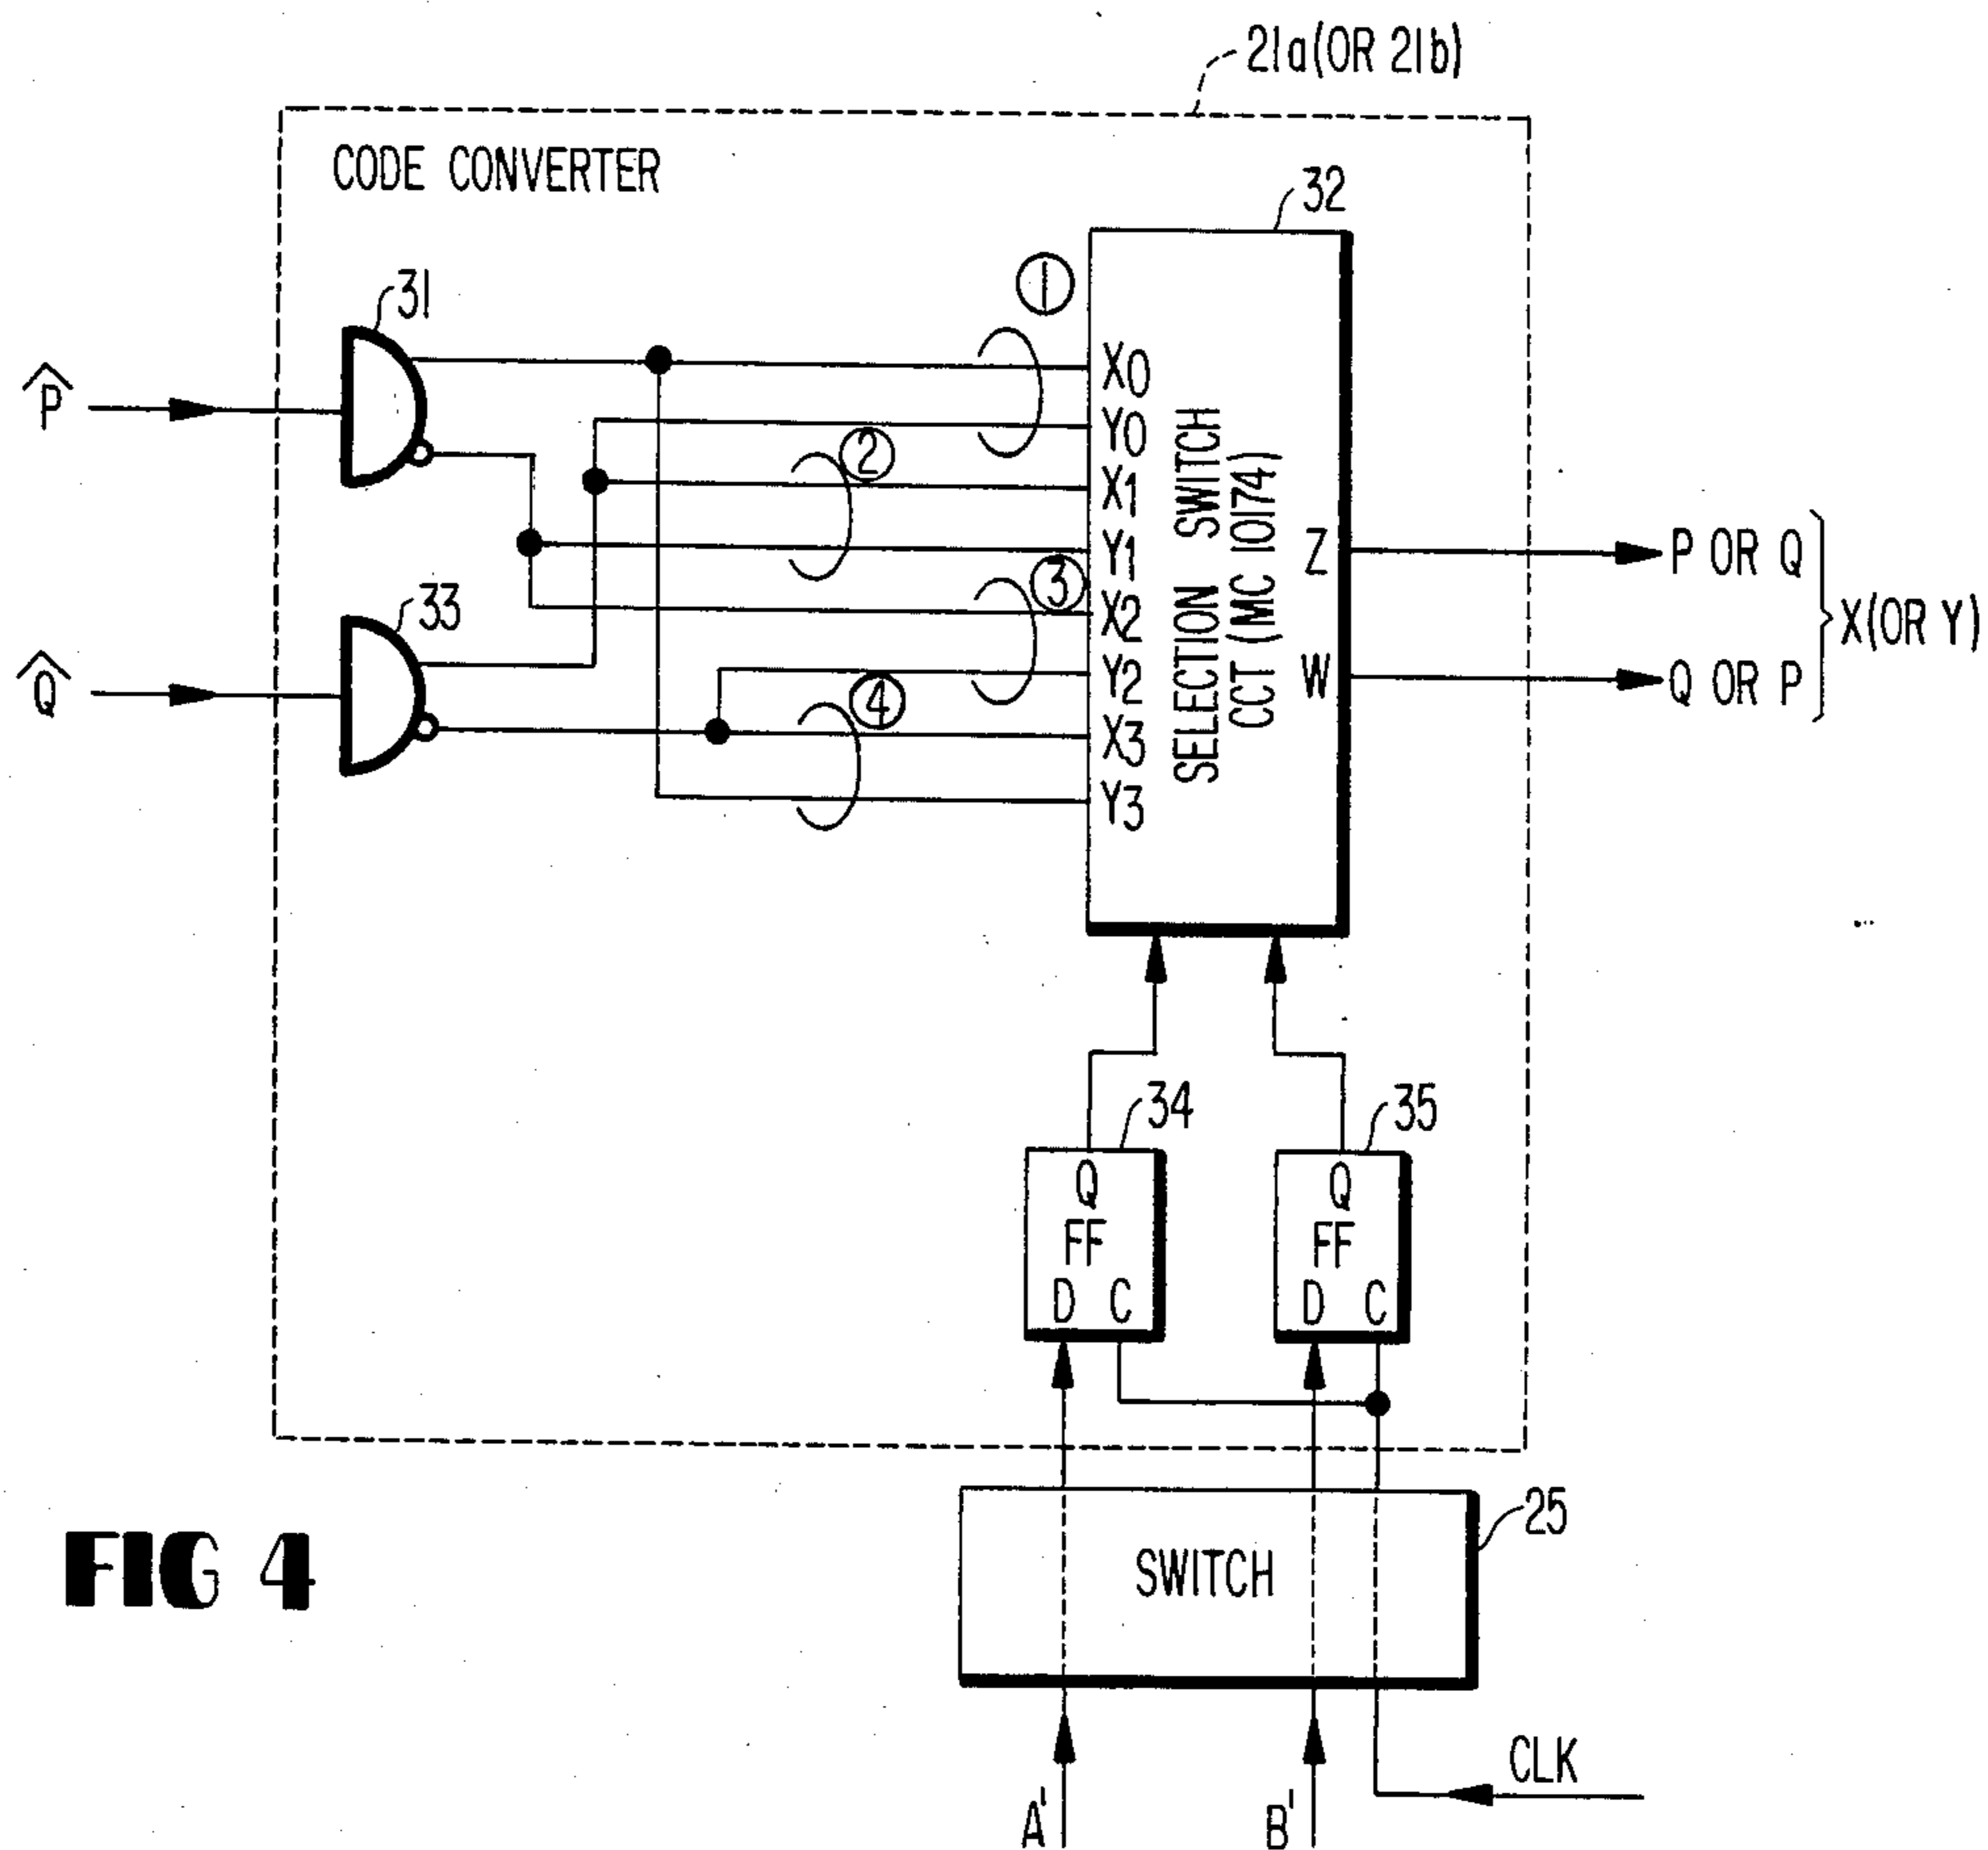 21a(OR 21b)
CODE CONVERTER
32
31
①
P̂
X0
Y0
②
X1
Y1
③
X2
Y2
④
X3
Y3
SELECTION SWITCH
CCT (MC 10174)
Z
W
P OR Q
Q OR P
X(OR Y)
33
Q̂
34
35
Q
FF
D C
Q
FF
D C
25
SWITCH
FIG 4
CLK
A'
B'